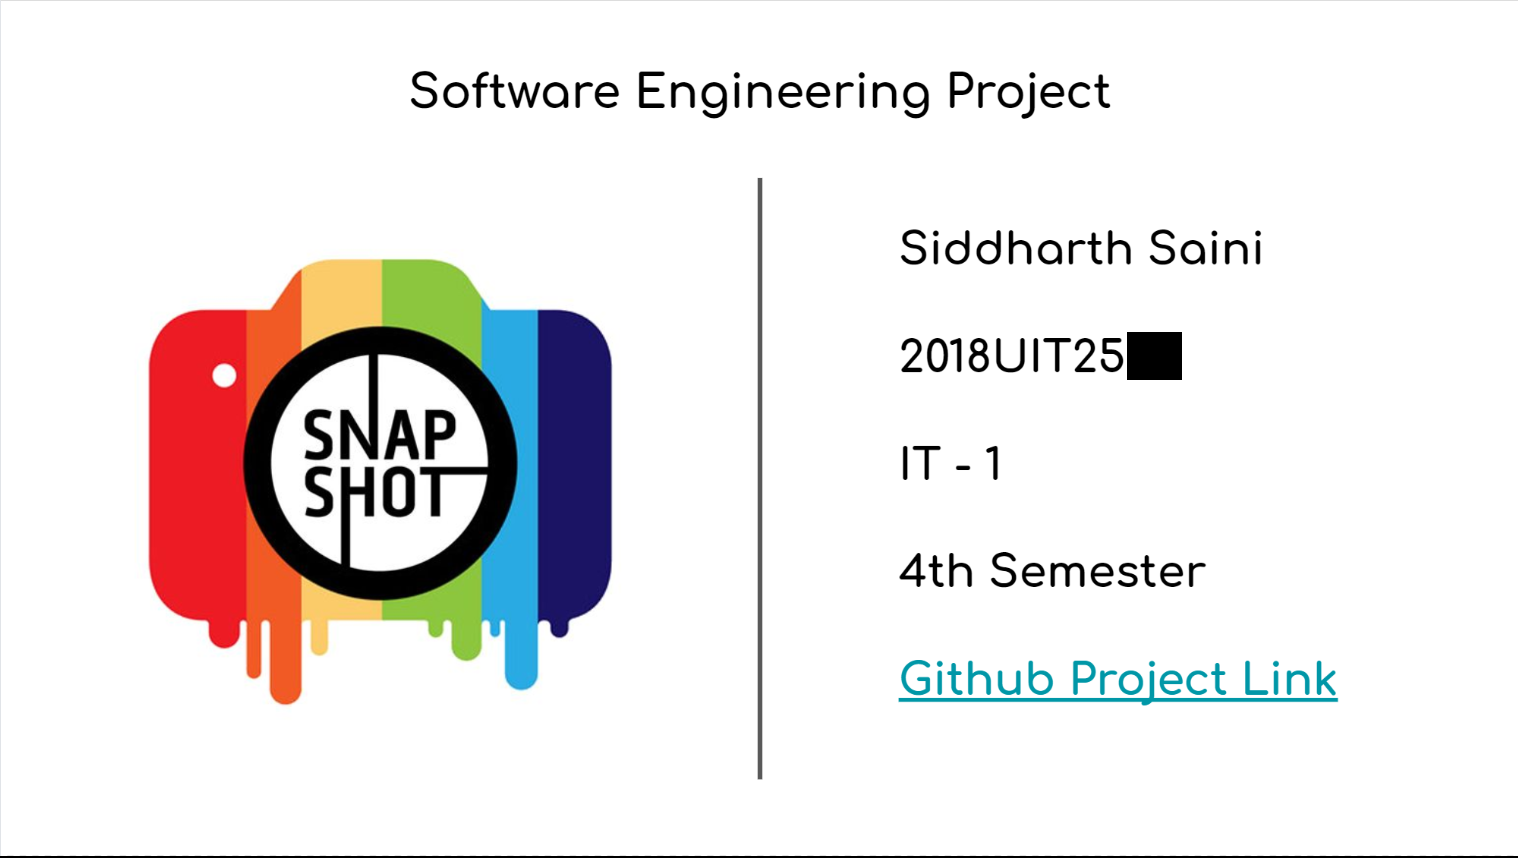 Software Engineering Project
SNAP
SHOT
Siddharth Saini
2018UIT25
IT - 1
4th Semester
Github Project Link